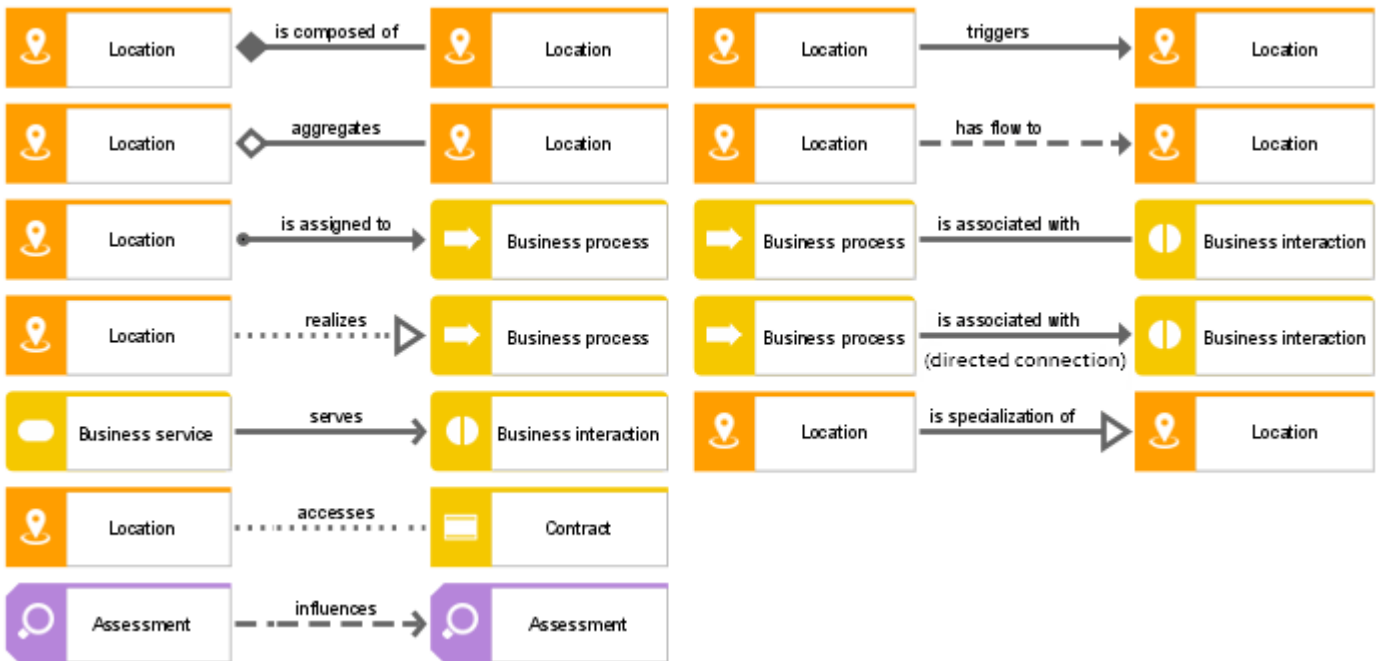 Location is composed of Location
Location aggregates Location
Location is assigned to Business process
Location realizes Business process
Business service serves Business interaction
Location accesses Contract
Assessment influences Assessment
Location triggers Location
Location has flow to Location
Business process is associated with Business interaction
Business process is associated with Business interaction
(directed connection)
Location is specialization of Location